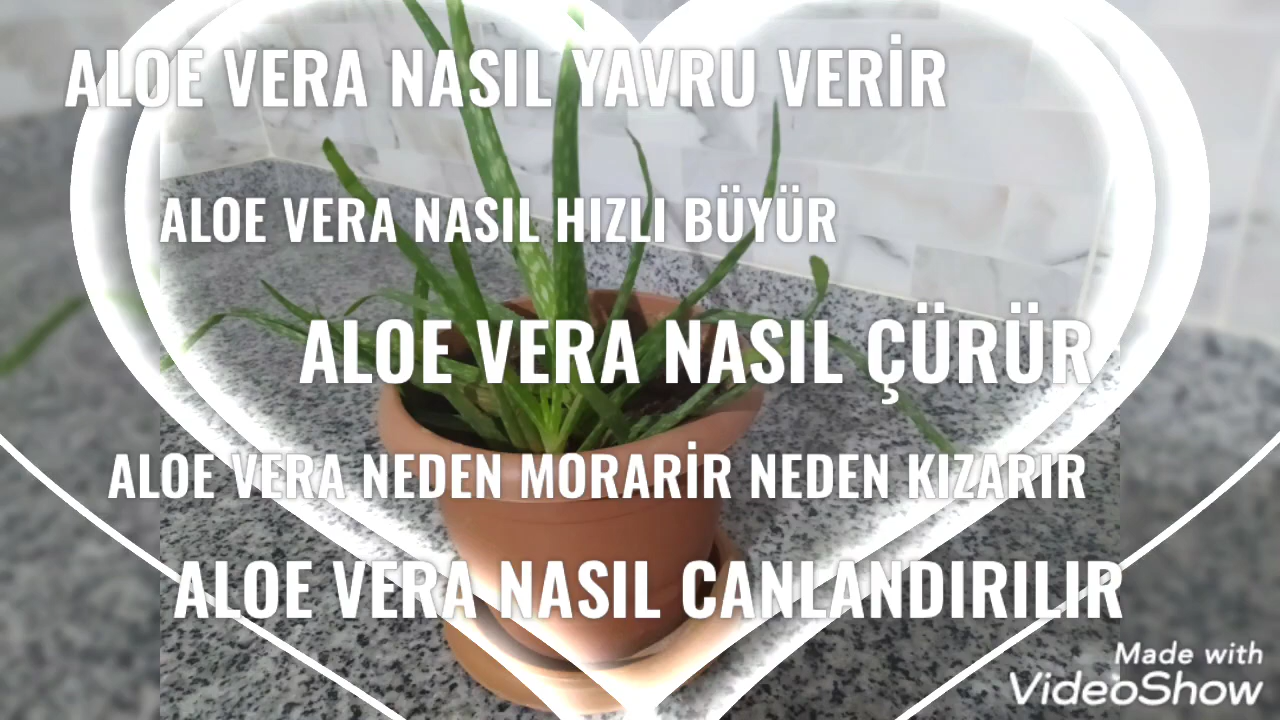 ALOE VERA NASIL YAVRU VERİR
ALOE VERA NASIL HIZLI BÜYÜR
ALOE VERA NASIL ÇÜRÜR
ALOE VERA NEDEN MORARİR NEDEN KIZARIR
ALOE VERA NASIL CANLANDIRILIR
Made with
VideoShow